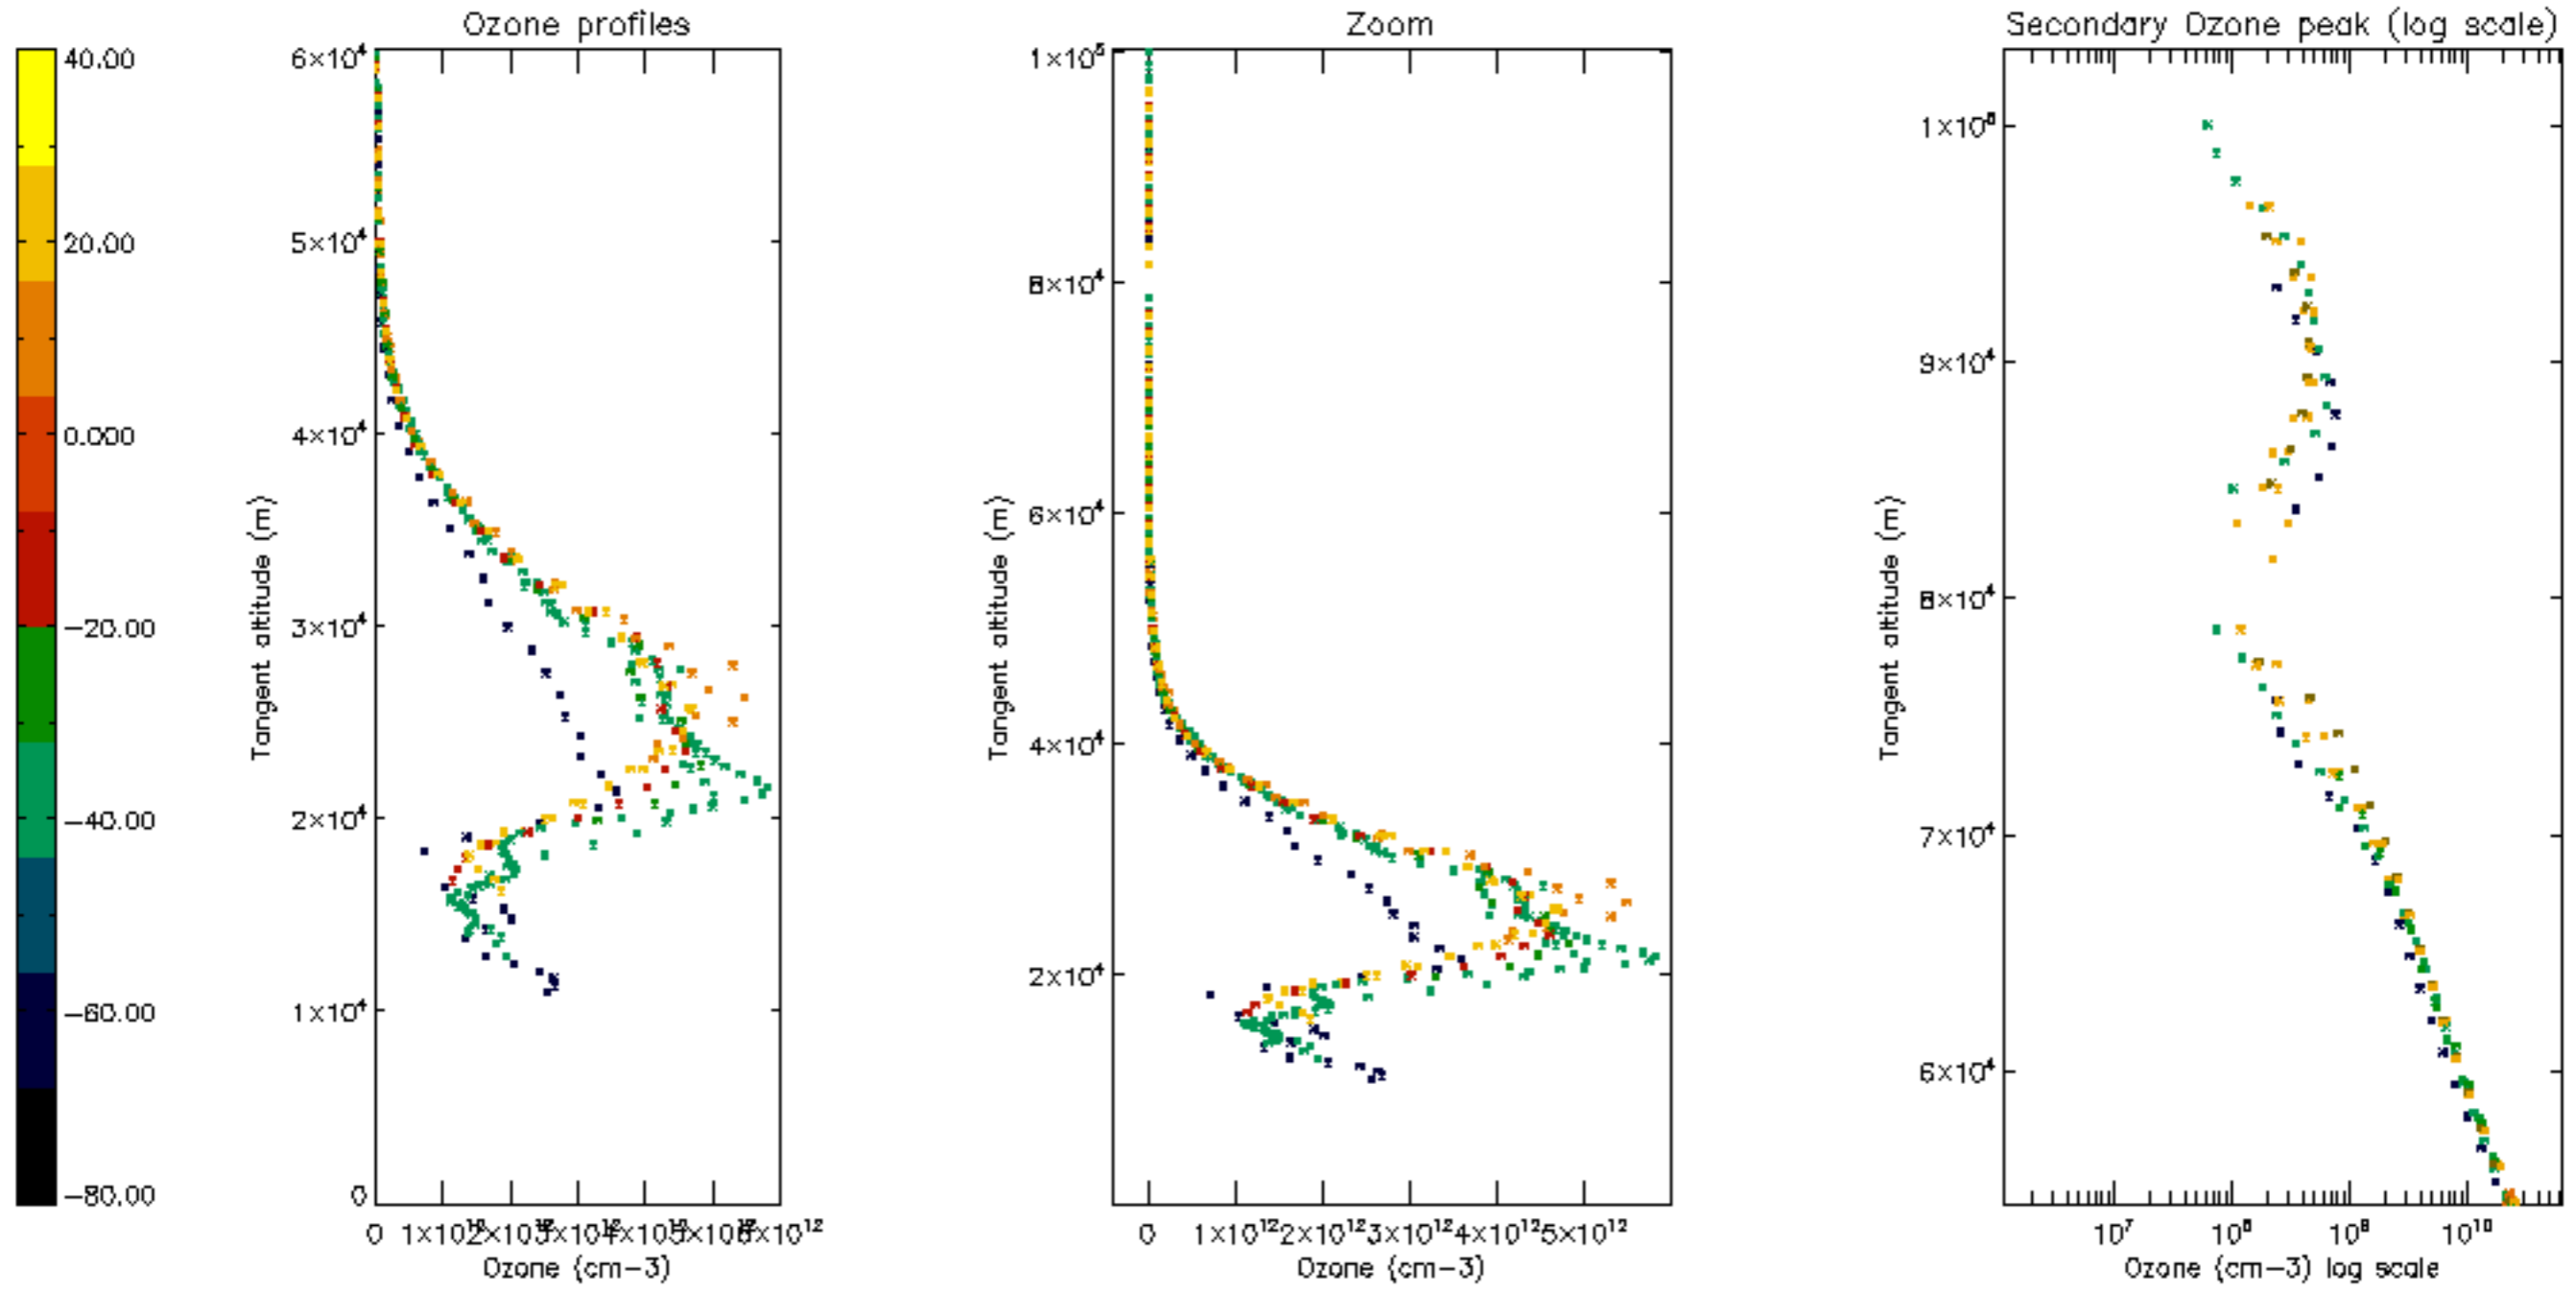 Ozone profiles
Zoom
Secondary Ozone peak (log scale)
40.00
20.00
0.000
−20.00
−40.00
−60.00
−80.00
6×10⁴
5×10⁴
4×10⁴
3×10⁴
2×10⁴
1×10⁴
0
Tangent altitude (m)
0
6×10¹²
Ozone (cm−3)
1×10⁵
8×10⁴
6×10⁴
4×10⁴
2×10⁴
Tangent altitude (m)
0 1×10¹² 2×10¹² 3×10¹² 4×10¹² 5×10¹²
Ozone (cm−3)
1×10⁵
9×10⁴
8×10⁴
7×10⁴
6×10⁴
Tangent altitude (m)
10⁷ 10⁸ 10⁹ 10¹⁰
Ozone (cm−3) log scale